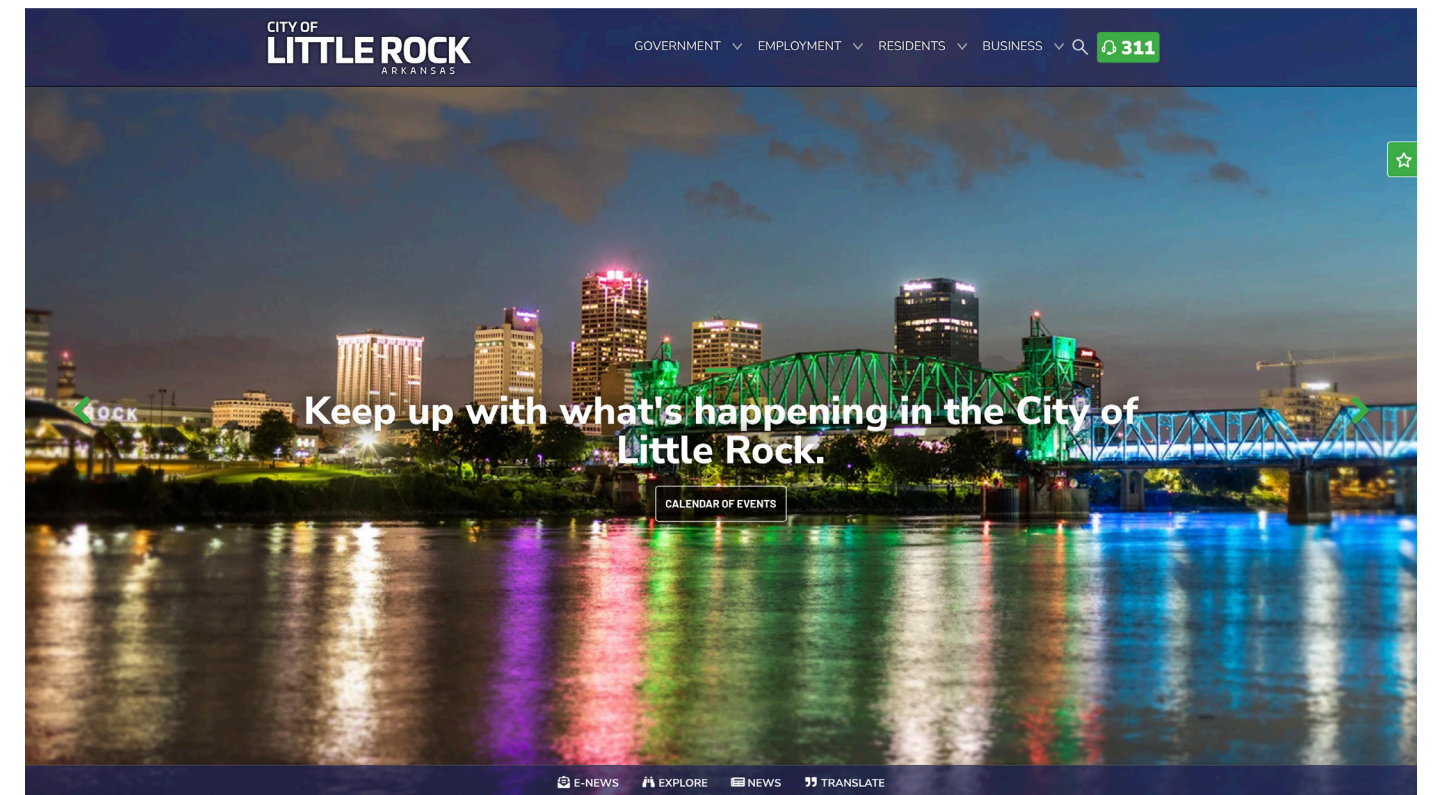 CITY OF
LITTLE ROCK
ARKANSAS
GOVERNMENT
EMPLOYMENT
RESIDENTS
BUSINESS
311
ROCK
Keep up with what's happening in the City of
Little Rock.
CALENDAR OF EVENTS
E-NEWS
EXPLORE
NEWS
TRANSLATE